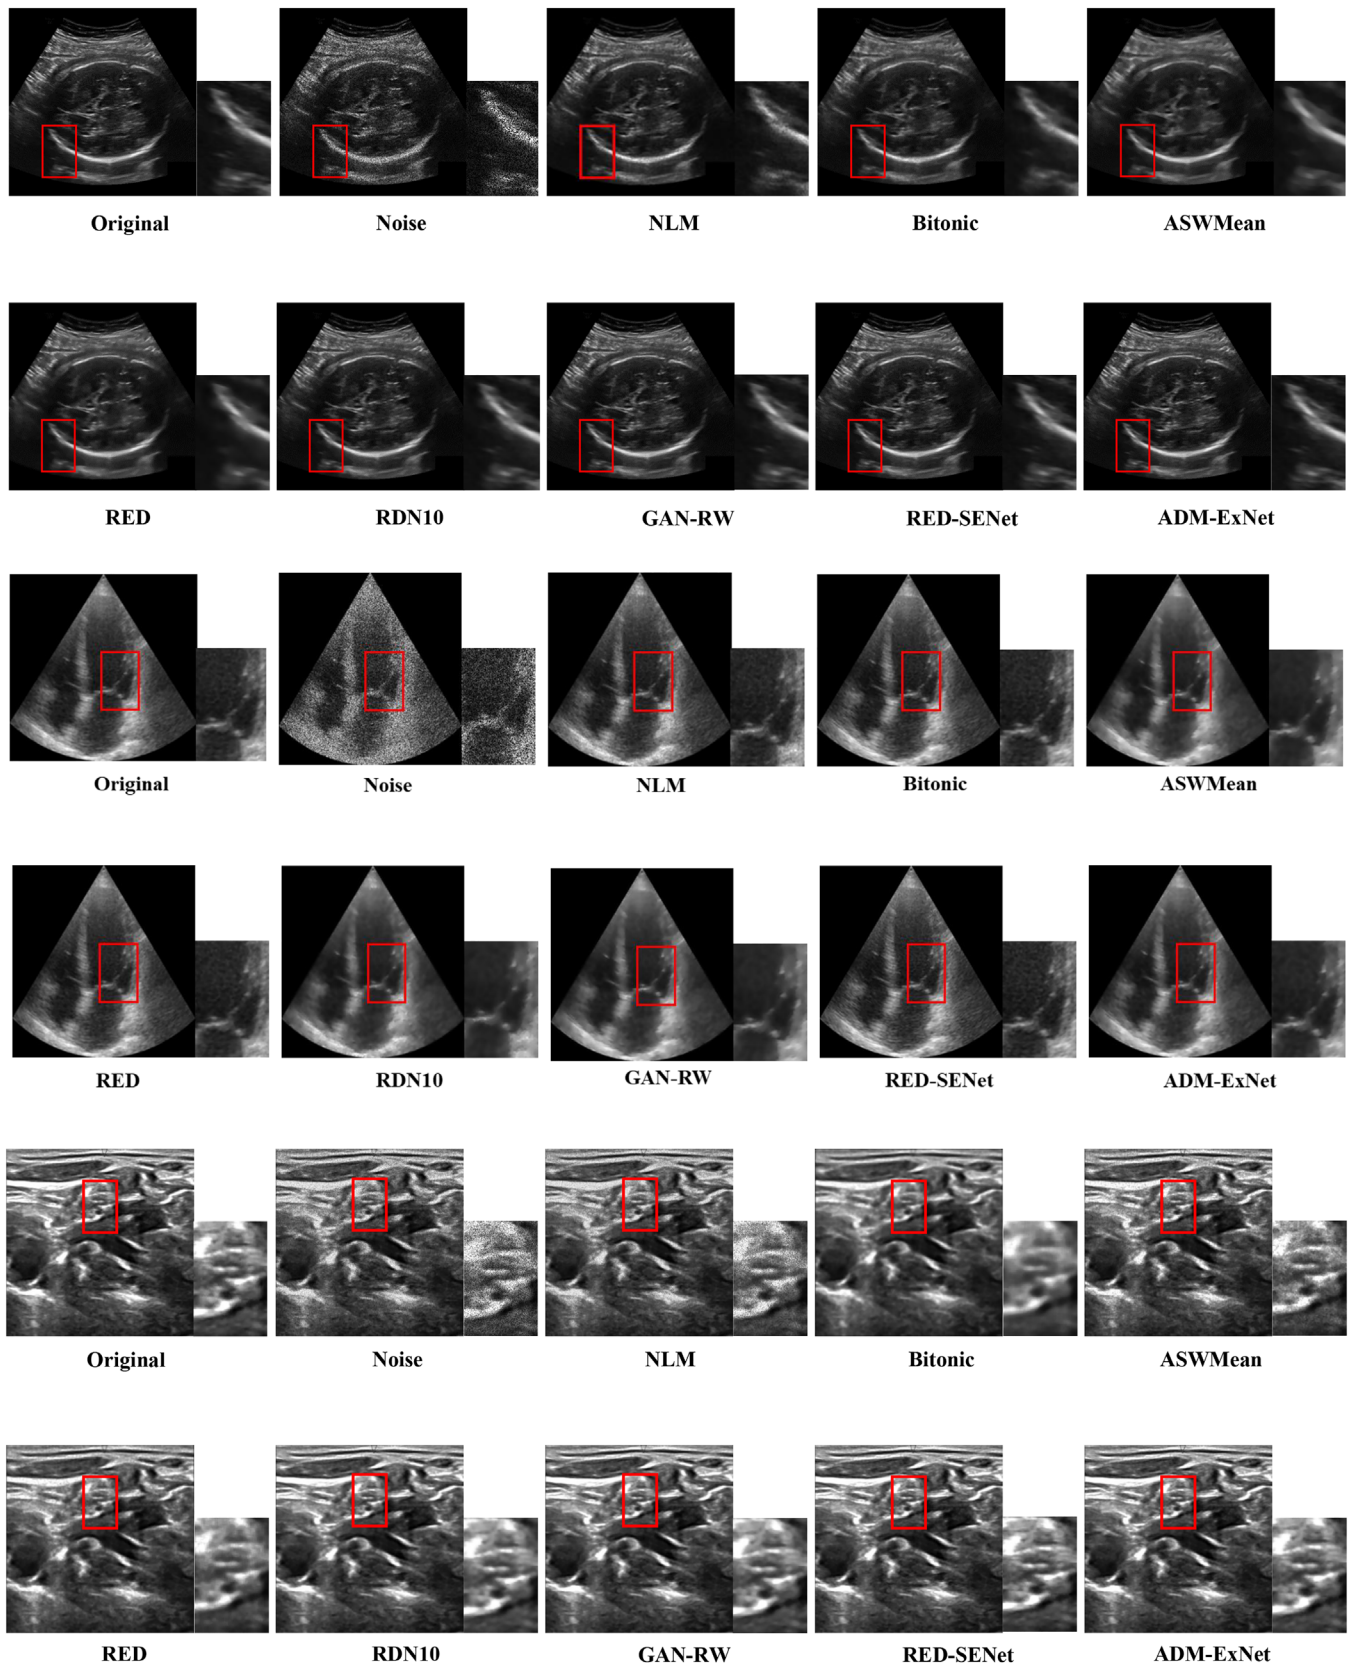 Original Noise NLM Bitonic ASWMean
RED RDN10 GAN-RW RED-SENet ADM-ExNet
Original Noise NLM Bitonic ASWMean
RED RDN10 GAN-RW RED-SENet ADM-ExNet
Original Noise NLM Bitonic ASWMean
RED RDN10 GAN-RW RED-SENet ADM-ExNet